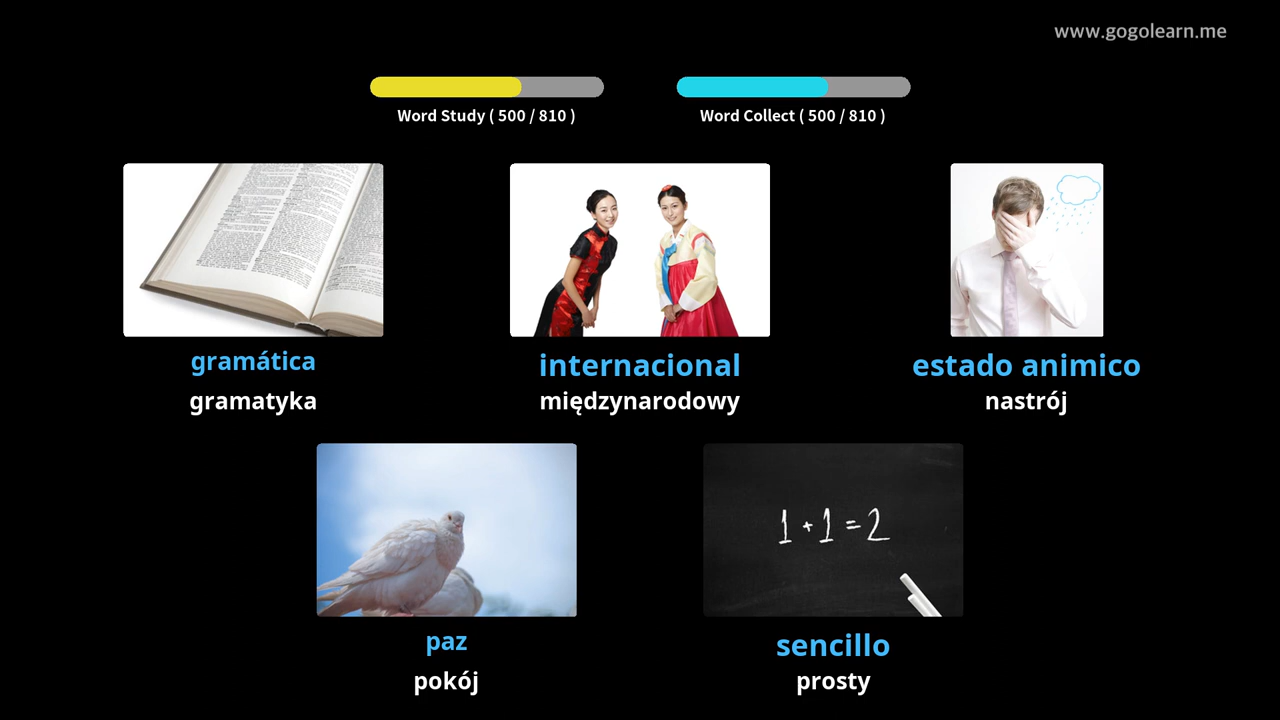 www.gogolearn.me
Word Study ( 500 / 810 )
Word Collect ( 500 / 810 )
gramática
gramatyka
internacional
międzynarodowy
estado animico
nastrój
1 + 1 = 2
paz
pokój
sencillo
prosty